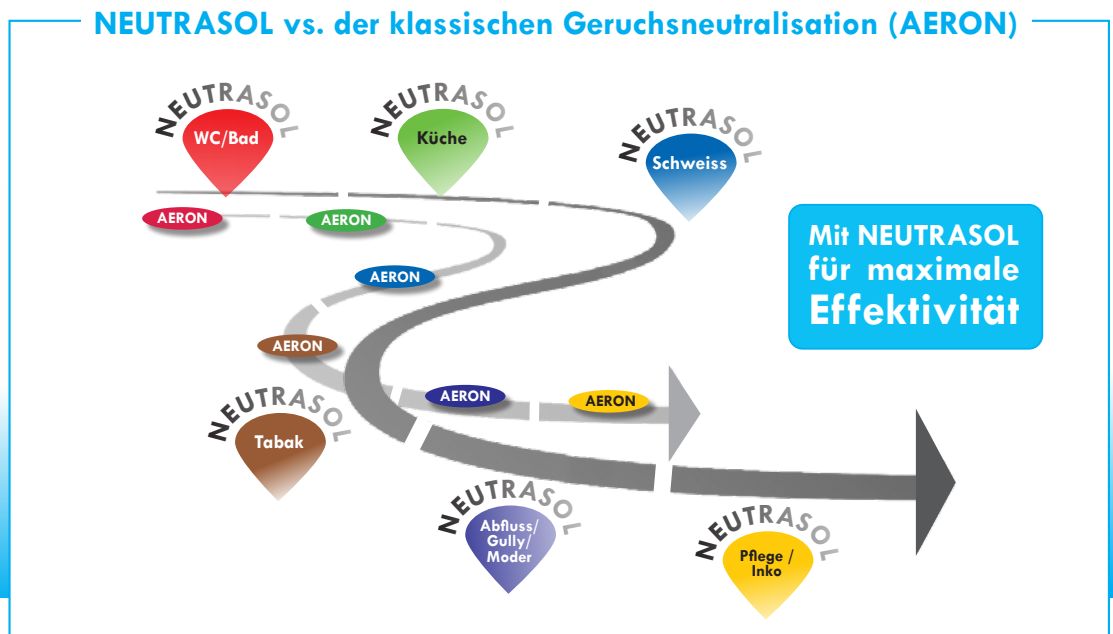 NEUTRASOL vs. der klassischen Geruchsneutralisation (AERON)
NEUTRASOL
WC/Bad
NEUTRASOL
Küche
NEUTRASOL
Schweiss
AERON
AERON
AERON
AERON
AERON
AERON
Mit NEUTRASOL
für maximale
Effektivität
NEUTRASOL
Tabak
NEUTRASOL
Abfluss/
Gully/
Moder
NEUTRASOL
Pflege /
Inko